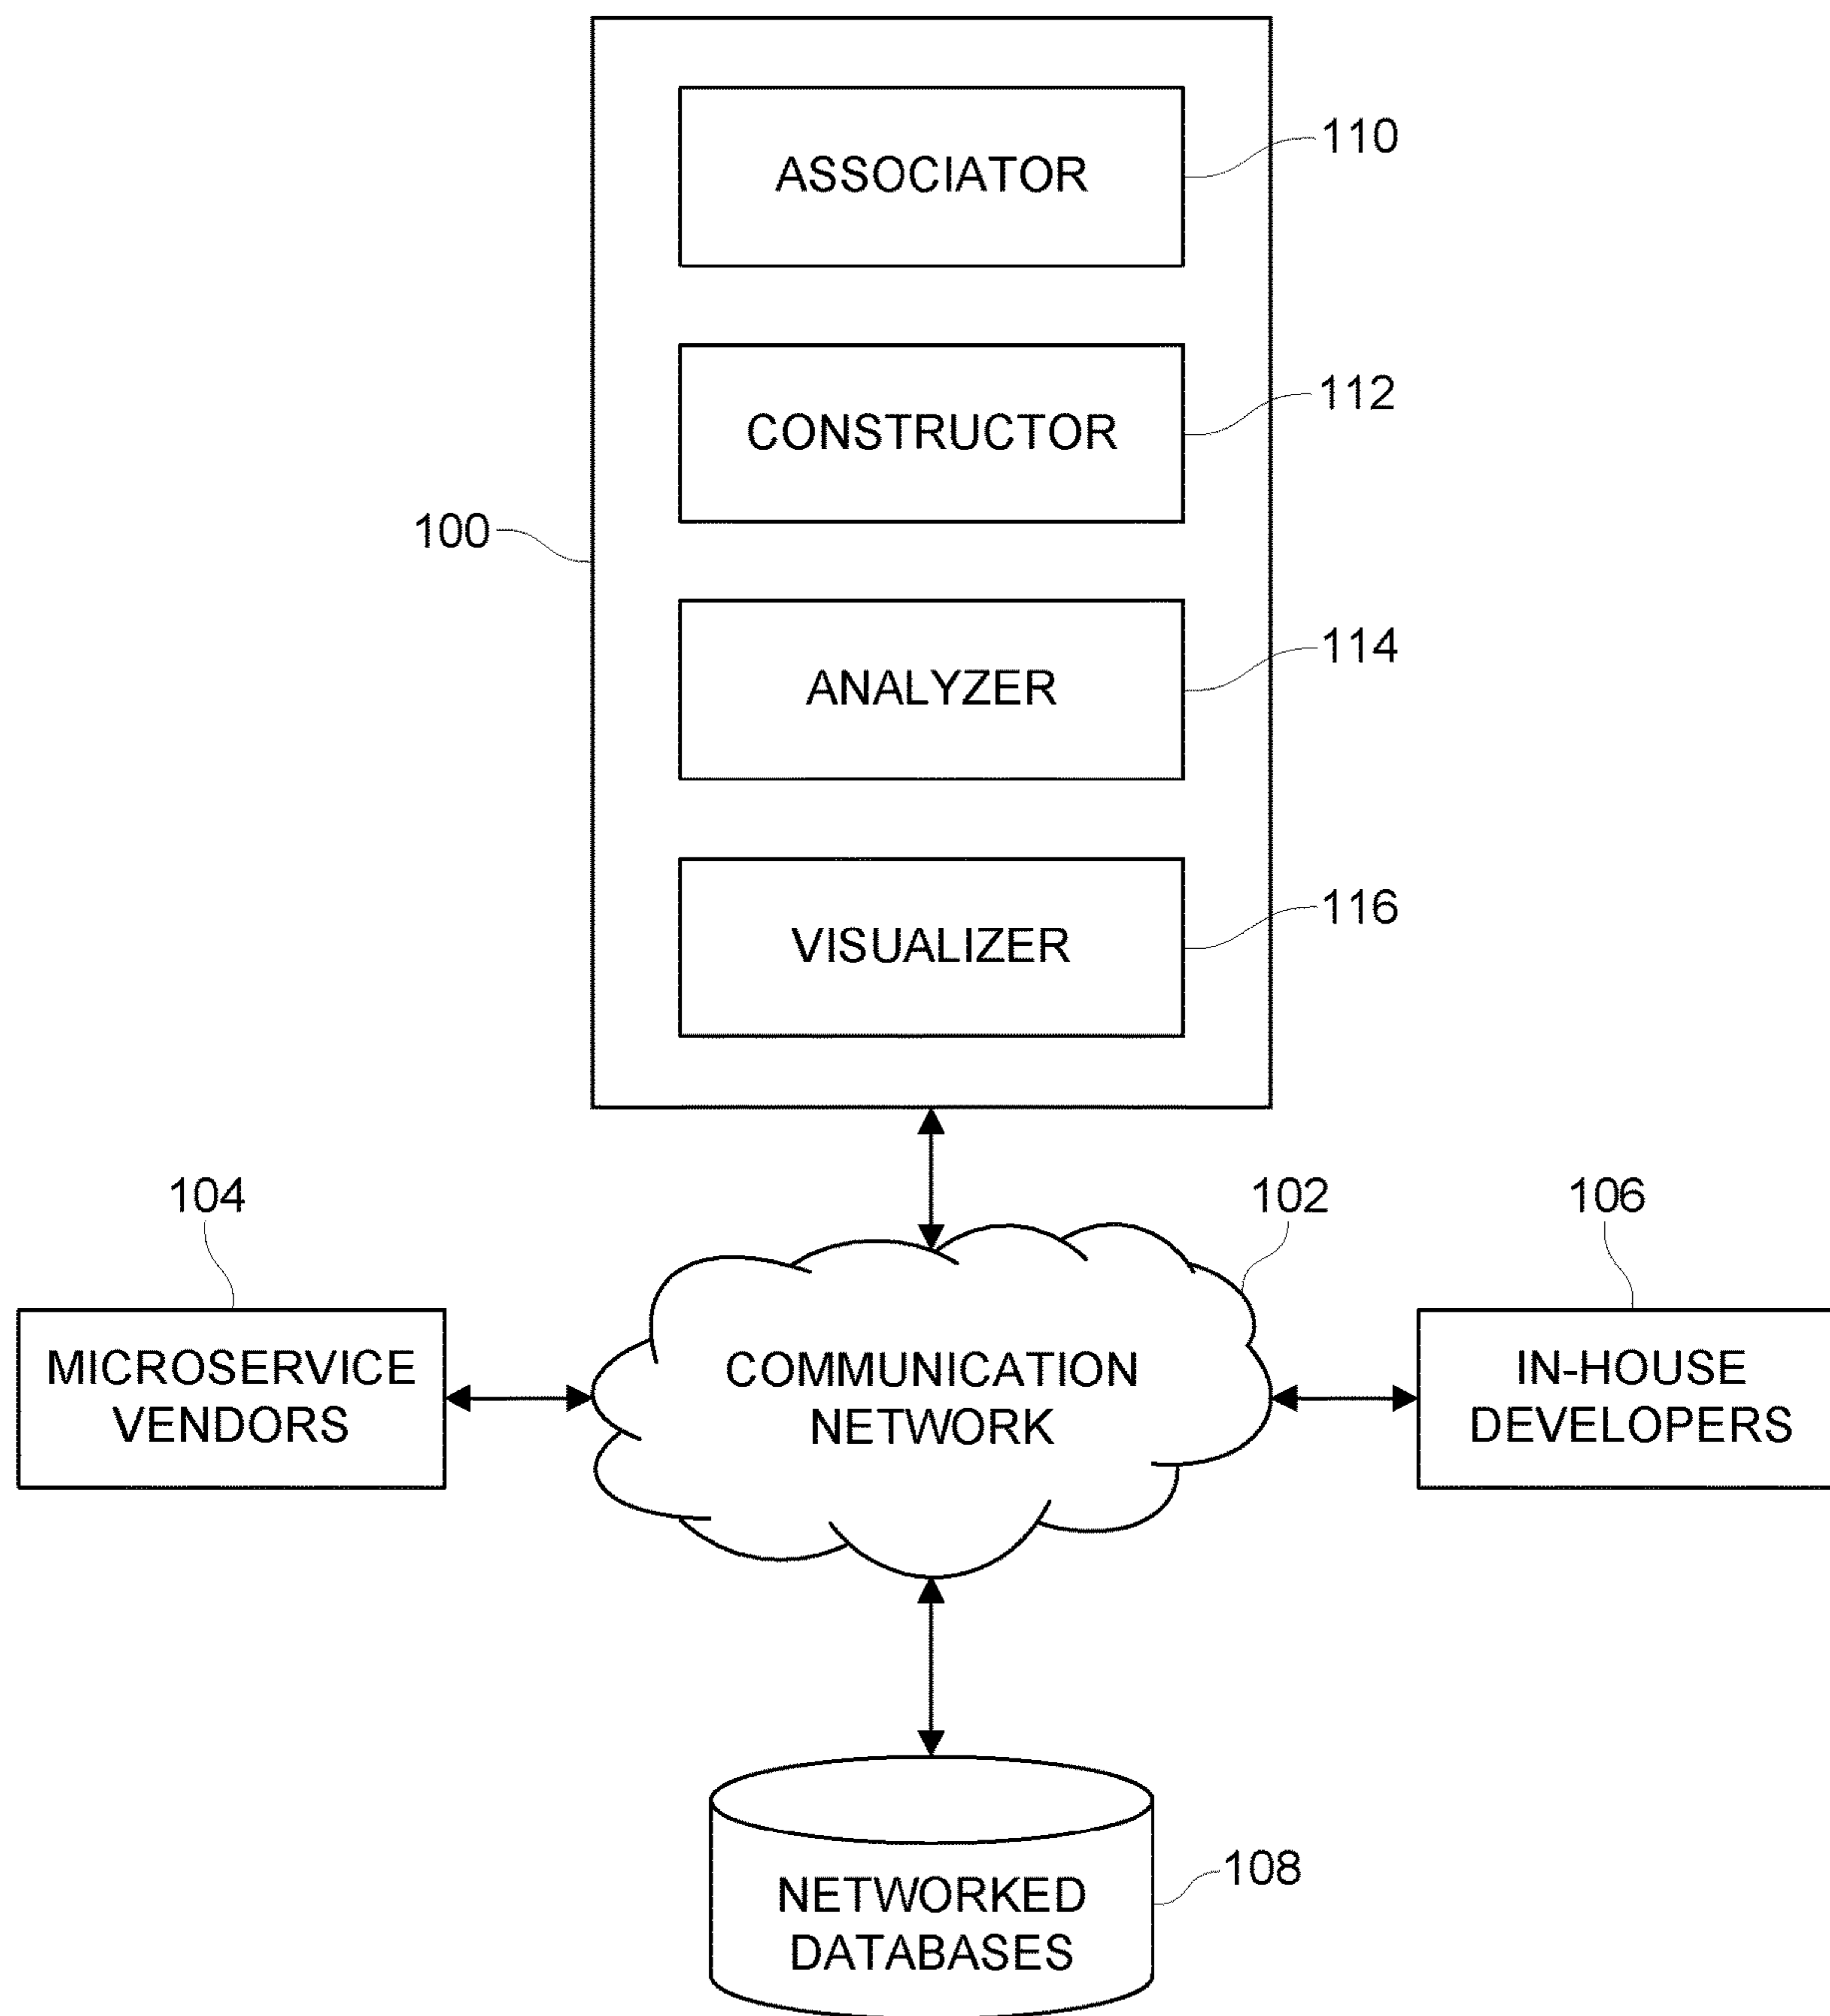 ASSOCIATOR
110
CONSTRUCTOR
112
100
ANALYZER
114
VISUALIZER
116
104
102
106
MICROSERVICE
VENDORS
COMMUNICATION
NETWORK
IN-HOUSE
DEVELOPERS
NETWORKED
DATABASES
108